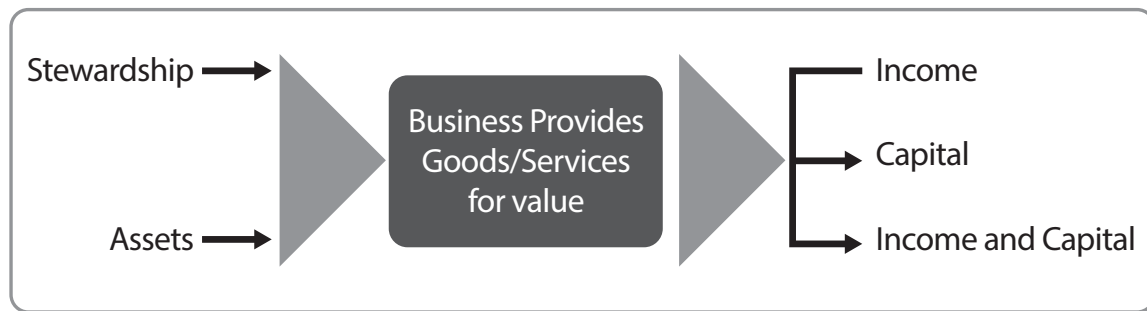 Stewardship
Assets
Business Provides
Goods/Services
for value
Income
Capital
Income and Capital